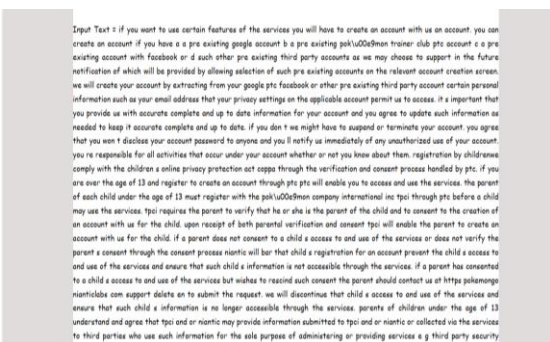 Input Text = if you want to use certain features of the services you will have to create an account with us an account. you can
create an account if you have a a pre existing google account b a pre existing pok\u00e9mon trainer club ptc account c a pre
existing account with facebook or d such other pre existing third party accounts as we may choose to support in the future
notification of which will be provided by allowing selection of such pre existing accounts on the relevant account creation screen.
we will create your account by extracting from your google ptc facebook or other pre existing third party account certain personal
information such as your email address that your privacy settings on the applicable account permit us to access. it s important that
you provide us with accurate complete and up to date information for your account and you agree to update such information as
needed to keep it accurate complete and up to date. if you don t we might have to suspend or terminate your account. you agree
that you won t disclose your account password to anyone and you ll notify us immediately of any unauthorized use of your account.
you re responsible for all activities that occur under your account whether or not you know about them. registration by childrenwe
comply with the children s online privacy protection act coppa through the verification and consent process handled by ptc. if you
are over the age of 13 and register to create an account through ptc ptc will enable you to access and use the services. the parent
of each child under the age of 13 must register with the pok\u00e9mon company international inc tpci through ptc before a child
may use the services. tpci requires the parent to verify that he or she is the parent of the child and to consent to the creation of
an account with us for the child. upon receipt of both parental verification and consent tpci will enable the parent to create an
account with us for the child. if a parent does not consent to a child s access to and use of the services or does not verify the
parent s consent through the consent process niantic will bar that child s registration for an account prevent the child s access to
and use of the services and ensure that such child s information is not accessible through the services. if a parent has consented
to a child s access to and use of the services but wishes to rescind such consent the parent should contact us at https pokemongo
nianticlabs com support delete en to submit the request. we will discontinue that child s access to and use of the services and
ensure that such child s information is no longer accessible through the services. parents of children under the age of 13
understand and agree that tpci and or niantic may provide information submitted to tpci and or niantic or collected via the services
to third parties who use such information for the sole purpose of administering or providing services e g third party security